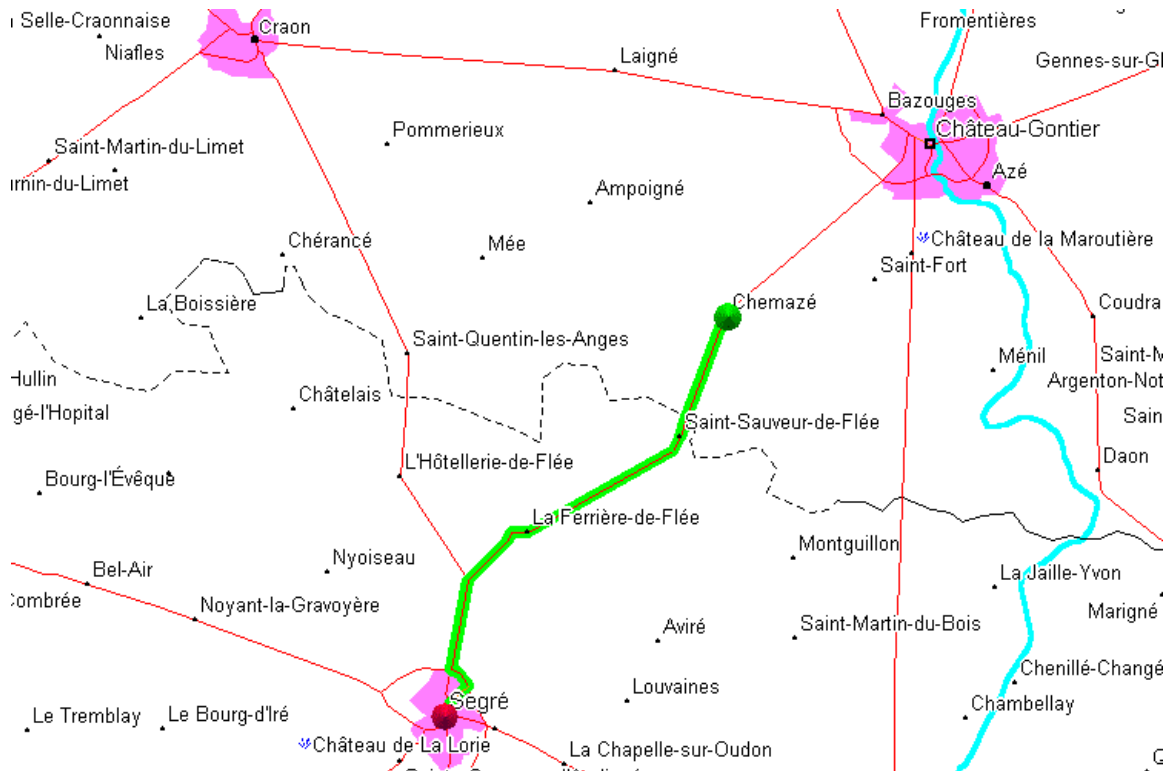 Selle-Craonnaise
Craon
Fromentières
Niafles
Laigné
Gennes-sur-Gl
Bazouges
Château-Gontier
Pommerieux
Saint-Martin-du-Limet
Azé
rnin-du-Limet
Ampoigné
Chérancé
Mée
Château de la Maroutière
Saint-Fort
La Boissière
Chemazé
Coudra
Saint-Quentin-les-Anges
Ménil
Saint-M
Hullin
Argenton-Not
Châtelais
gé-l'Hopital
Saint-Sauveur-de-Flée
Sain
L'Hôtellerie-de-Flée
Daon
Bourg-l'Évêque
La Ferrière-de-Flée
Montguillon
Nyoiseau
Bel-Air
La Jaille-Yvon
Combrée
Noyant-la-Gravoyère
Marigné
Aviré
Saint-Martin-du-Bois
Chenillé-Changé
Louvaines
Segré
Chambellay
Le Tremblay
Le Bourg-d'Iré
Château de La Lorie
La Chapelle-sur-Oudon